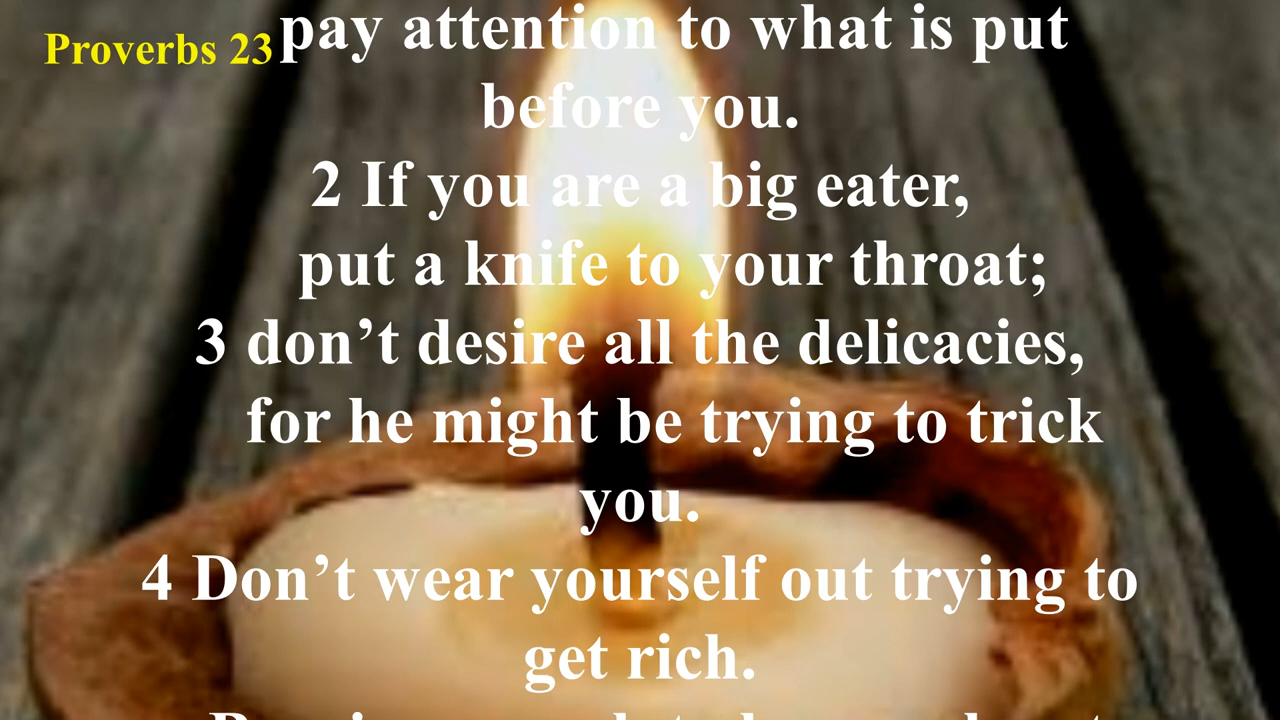 Proverbs 23
pay attention to what is put
before you.
2 If you are a big eater,
put a knife to your throat;
3 don’t desire all the delicacies,
for he might be trying to trick
you.
4 Don’t wear yourself out trying to
get rich.